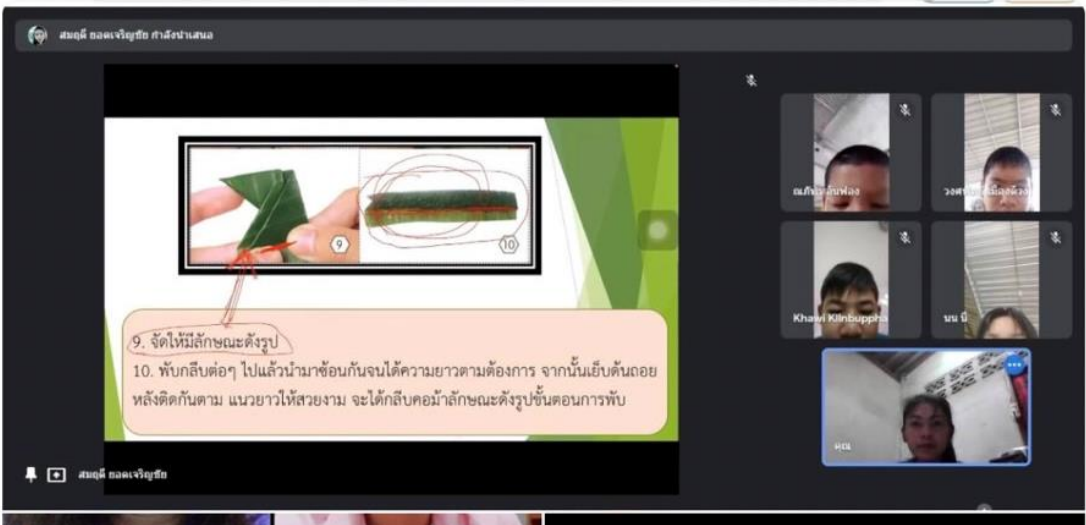 สมฤดี ยอดเจริญชัย กำลังนำเสนอ
9
10
9. จัดให้มีลักษณะดังรูป
10. พับกลีบต่อๆ ไปแล้วนำมาซ้อนกันจนได้ความยาวตามต้องการ จากนั้นเย็บด้นถอย
หลังติดกันตาม แนวยาวให้สวยงาม จะได้กลีบคอม้าลักษณะดังรูปขั้นตอนการพับ
Khawi Klinbuppha
นน นี
คุณ
สมฤดี ยอดเจริญชัย